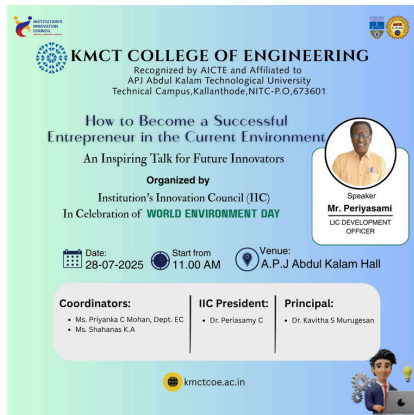 INSTITUTION'S
INNOVATION
COUNCIL
KMCT COLLEGE OF ENGINEERING
Recognized by AICTE and Affiliated to
APJ Abdul Kalam Technological University
Technical Campus,Kallanthode,NITC-P.O,673601
How to Become a Successful
Entrepreneur in the Current Environment
An Inspiring Talk for Future Innovators
Organized by
Institution's Innovation Council (IIC)
In Celebration of WORLD ENVIRONMENT DAY
Speaker
Mr. Periyasami
LIC DEVELOPMENT
OFFICER
Date:
28-07-2025
Start from
11.00 AM
Venue:
A.P.J Abdul Kalam Hall
Coordinators:
• Ms. Priyanka C Mohan, Dept. EC
• Ms. Shahanas K.A
IIC President:
• Dr. Periasamy C
Principal:
• Dr. Kavitha S Murugesan
kmctcoe.ac.in